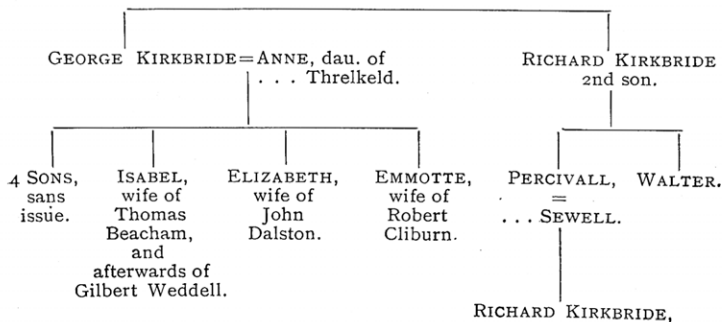 GEORGE KIRKBRIDE=ANNE, dau. of
. . . Threlkeld.
RICHARD KIRKBRIDE
2nd son.
4 SONS,
sans
issue.
ISABEL,
wife of
Thomas
Beacham,
and
afterwards of
Gilbert Weddell.
ELIZABETH,
wife of
John
Dalston.
EMMOTTE,
wife of
Robert
Cliburn.
PERCIVALL,
=
. . . SEWELL.
WALTER.
RICHARD KIRKBRIDE,